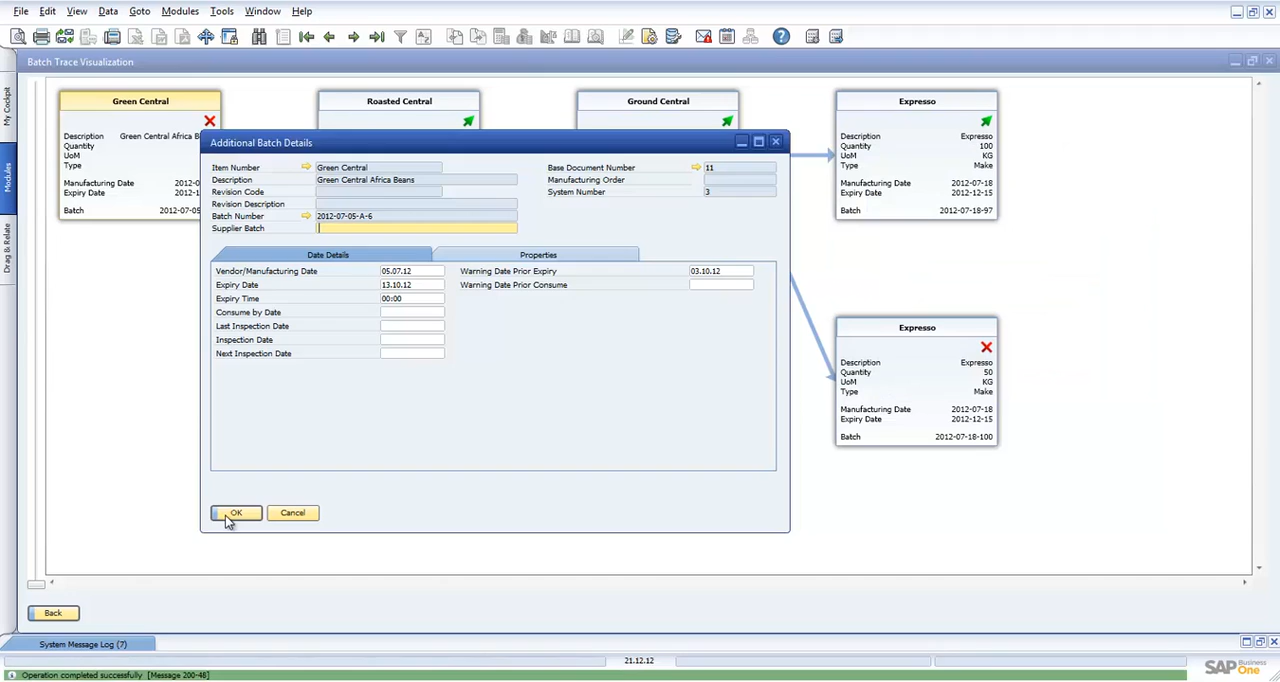 File Edit View Data Goto Modules Tools Window Help
Batch Trace Visualization
My Cockpit
Modules
Drag & Relate
Green Central
Description Green Central Africa B
Quantity
UoM
Type
Manufacturing Date 2012-0
Expiry Date 2012-1
Batch 2012-07-05
Roasted Central
Ground Central
Expresso
Description Expresso
Quantity 100
UoM KG
Type Make
Manufacturing Date 2012-07-18
Expiry Date 2012-12-15
Batch 2012-07-18-97
Expresso
Description Expresso
Quantity 50
UoM KG
Type Make
Manufacturing Date 2012-07-18
Expiry Date 2012-12-15
Batch 2012-07-18-100
Additional Batch Details
Item Number Green Central
Description Green Central Africa Beans
Revision Code
Revision Description
Batch Number 2012-07-05-A-6
Supplier Batch
Base Document Number 11
Manufacturing Order
System Number 3
Date Details Properties
Vendor/Manufacturing Date 05.07.12
Expiry Date 13.10.12
Expiry Time 00:00
Consume by Date
Last Inspection Date
Inspection Date
Next Inspection Date
Warning Date Prior Expiry 03.10.12
Warning Date Prior Consume
OK Cancel
Back
System Message Log (7)
21.12.12
Operation completed successfully [Message 200-48]
SAP Business One